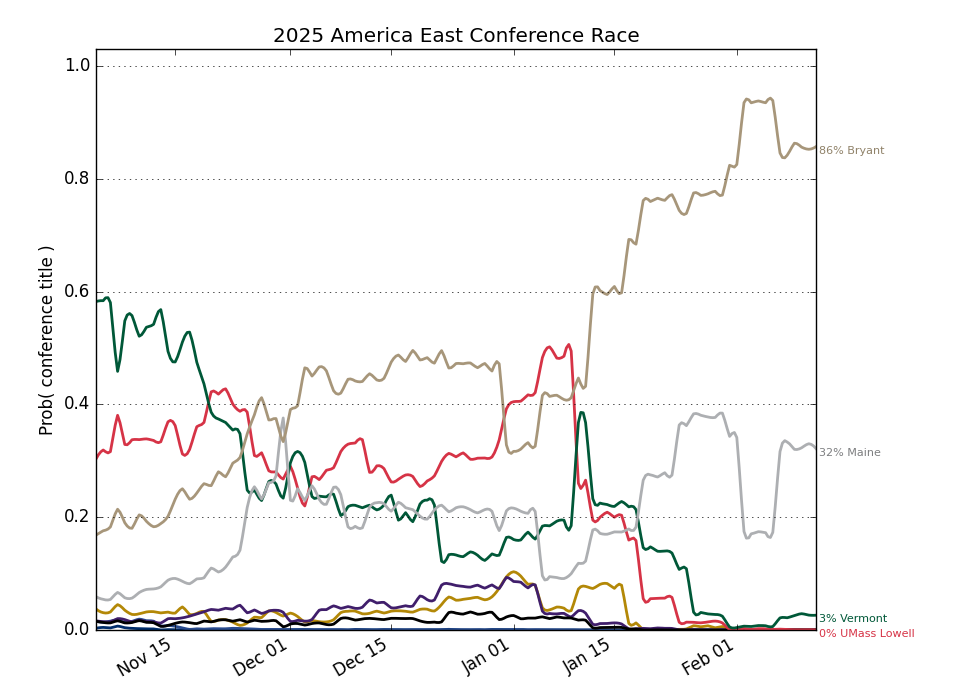 2025 America East Conference Race
Prob( conference title )
1.0
0.8
0.6
0.4
0.2
0.0
86% Bryant
32% Maine
3% Vermont
0% UMass Lowell
Nov 15
Dec 01
Dec 15
Jan 01
Jan 15
Feb 01